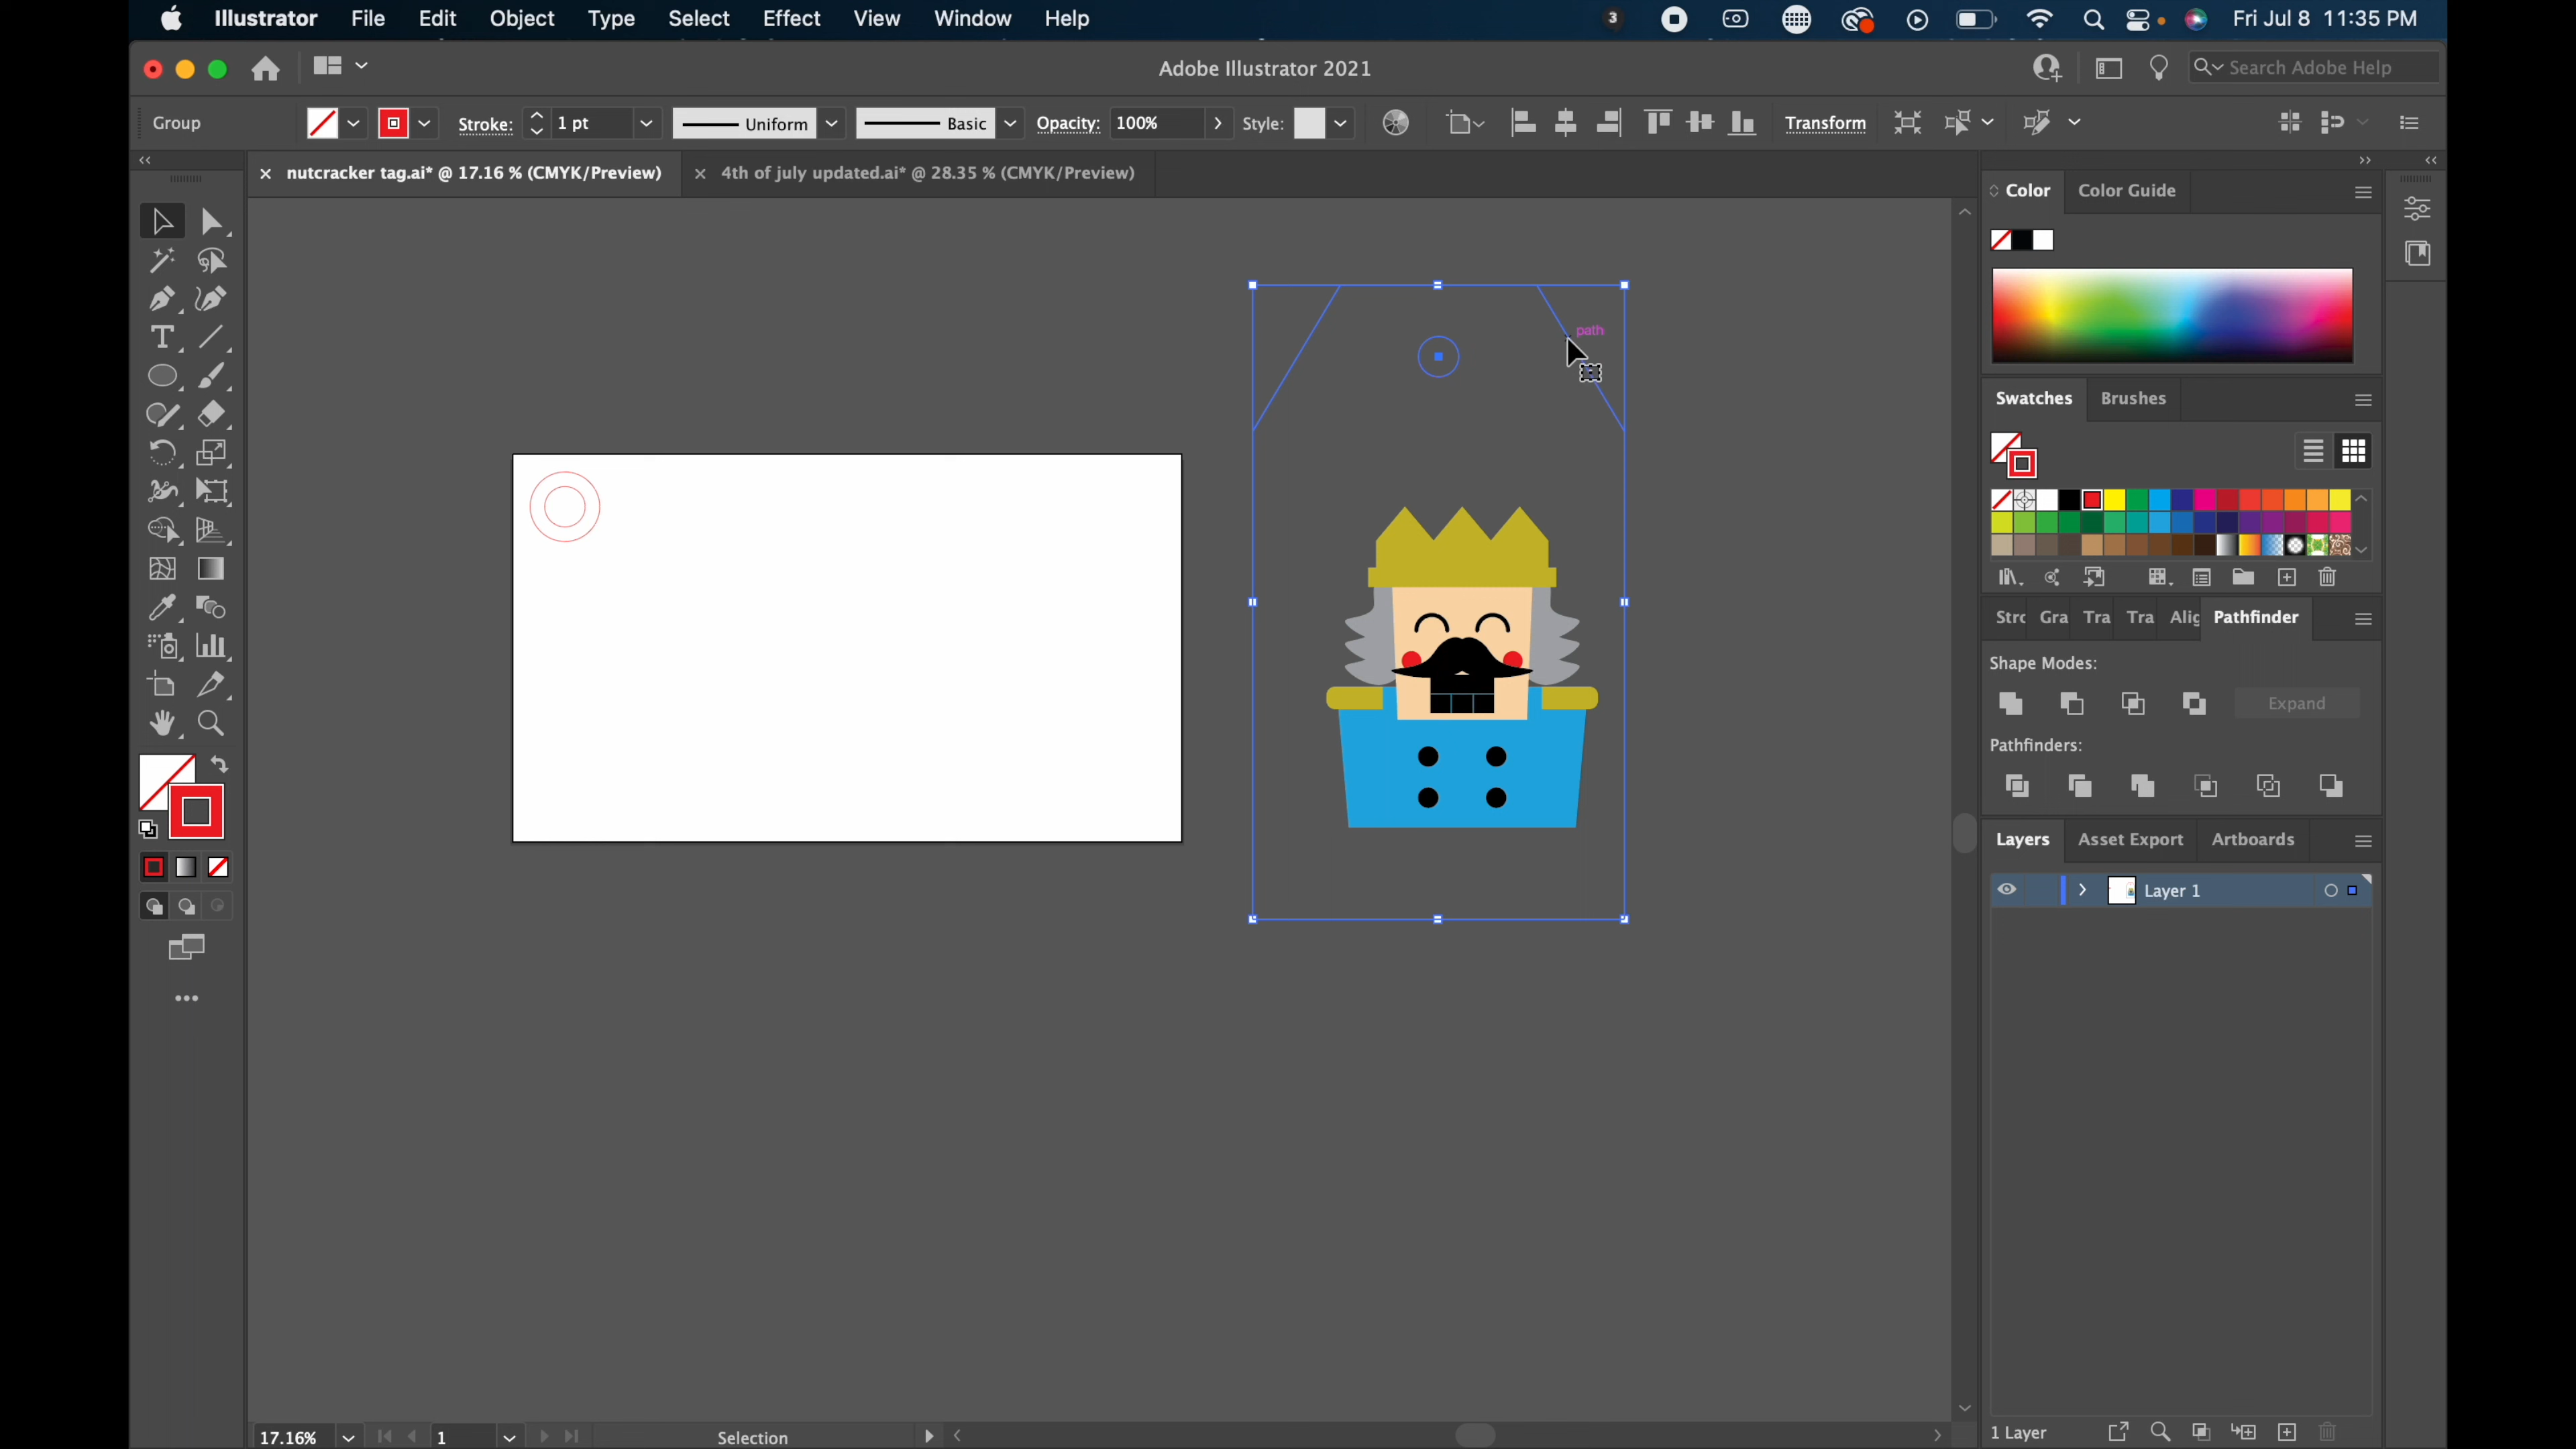 Illustrator File Edit Object Type Select Effect View Window Help 3 Fri Jul 8 11:35 PM
Adobe Illustrator 2021 Search Adobe Help
Group Stroke: 1 pt Uniform Basic Opacity: 100% Style: Transform
nutcracker tag.ai* @ 17.16 % (CMYK/Preview) 4th of july updated.ai* @ 28.35 % (CMYK/Preview)
Color Color Guide
path
Swatches Brushes
Strc Gra Tra Tra Alig Pathfinder
Shape Modes:
Expand
Pathfinders:
Layers Asset Export Artboards
Layer 1
17.16% 1 Selection 1 Layer